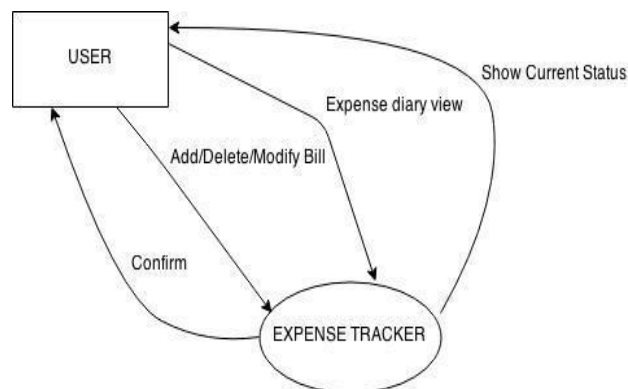 USER
Show Current Status
Expense diary view
Add/Delete/Modify Bill
Confirm
EXPENSE TRACKER